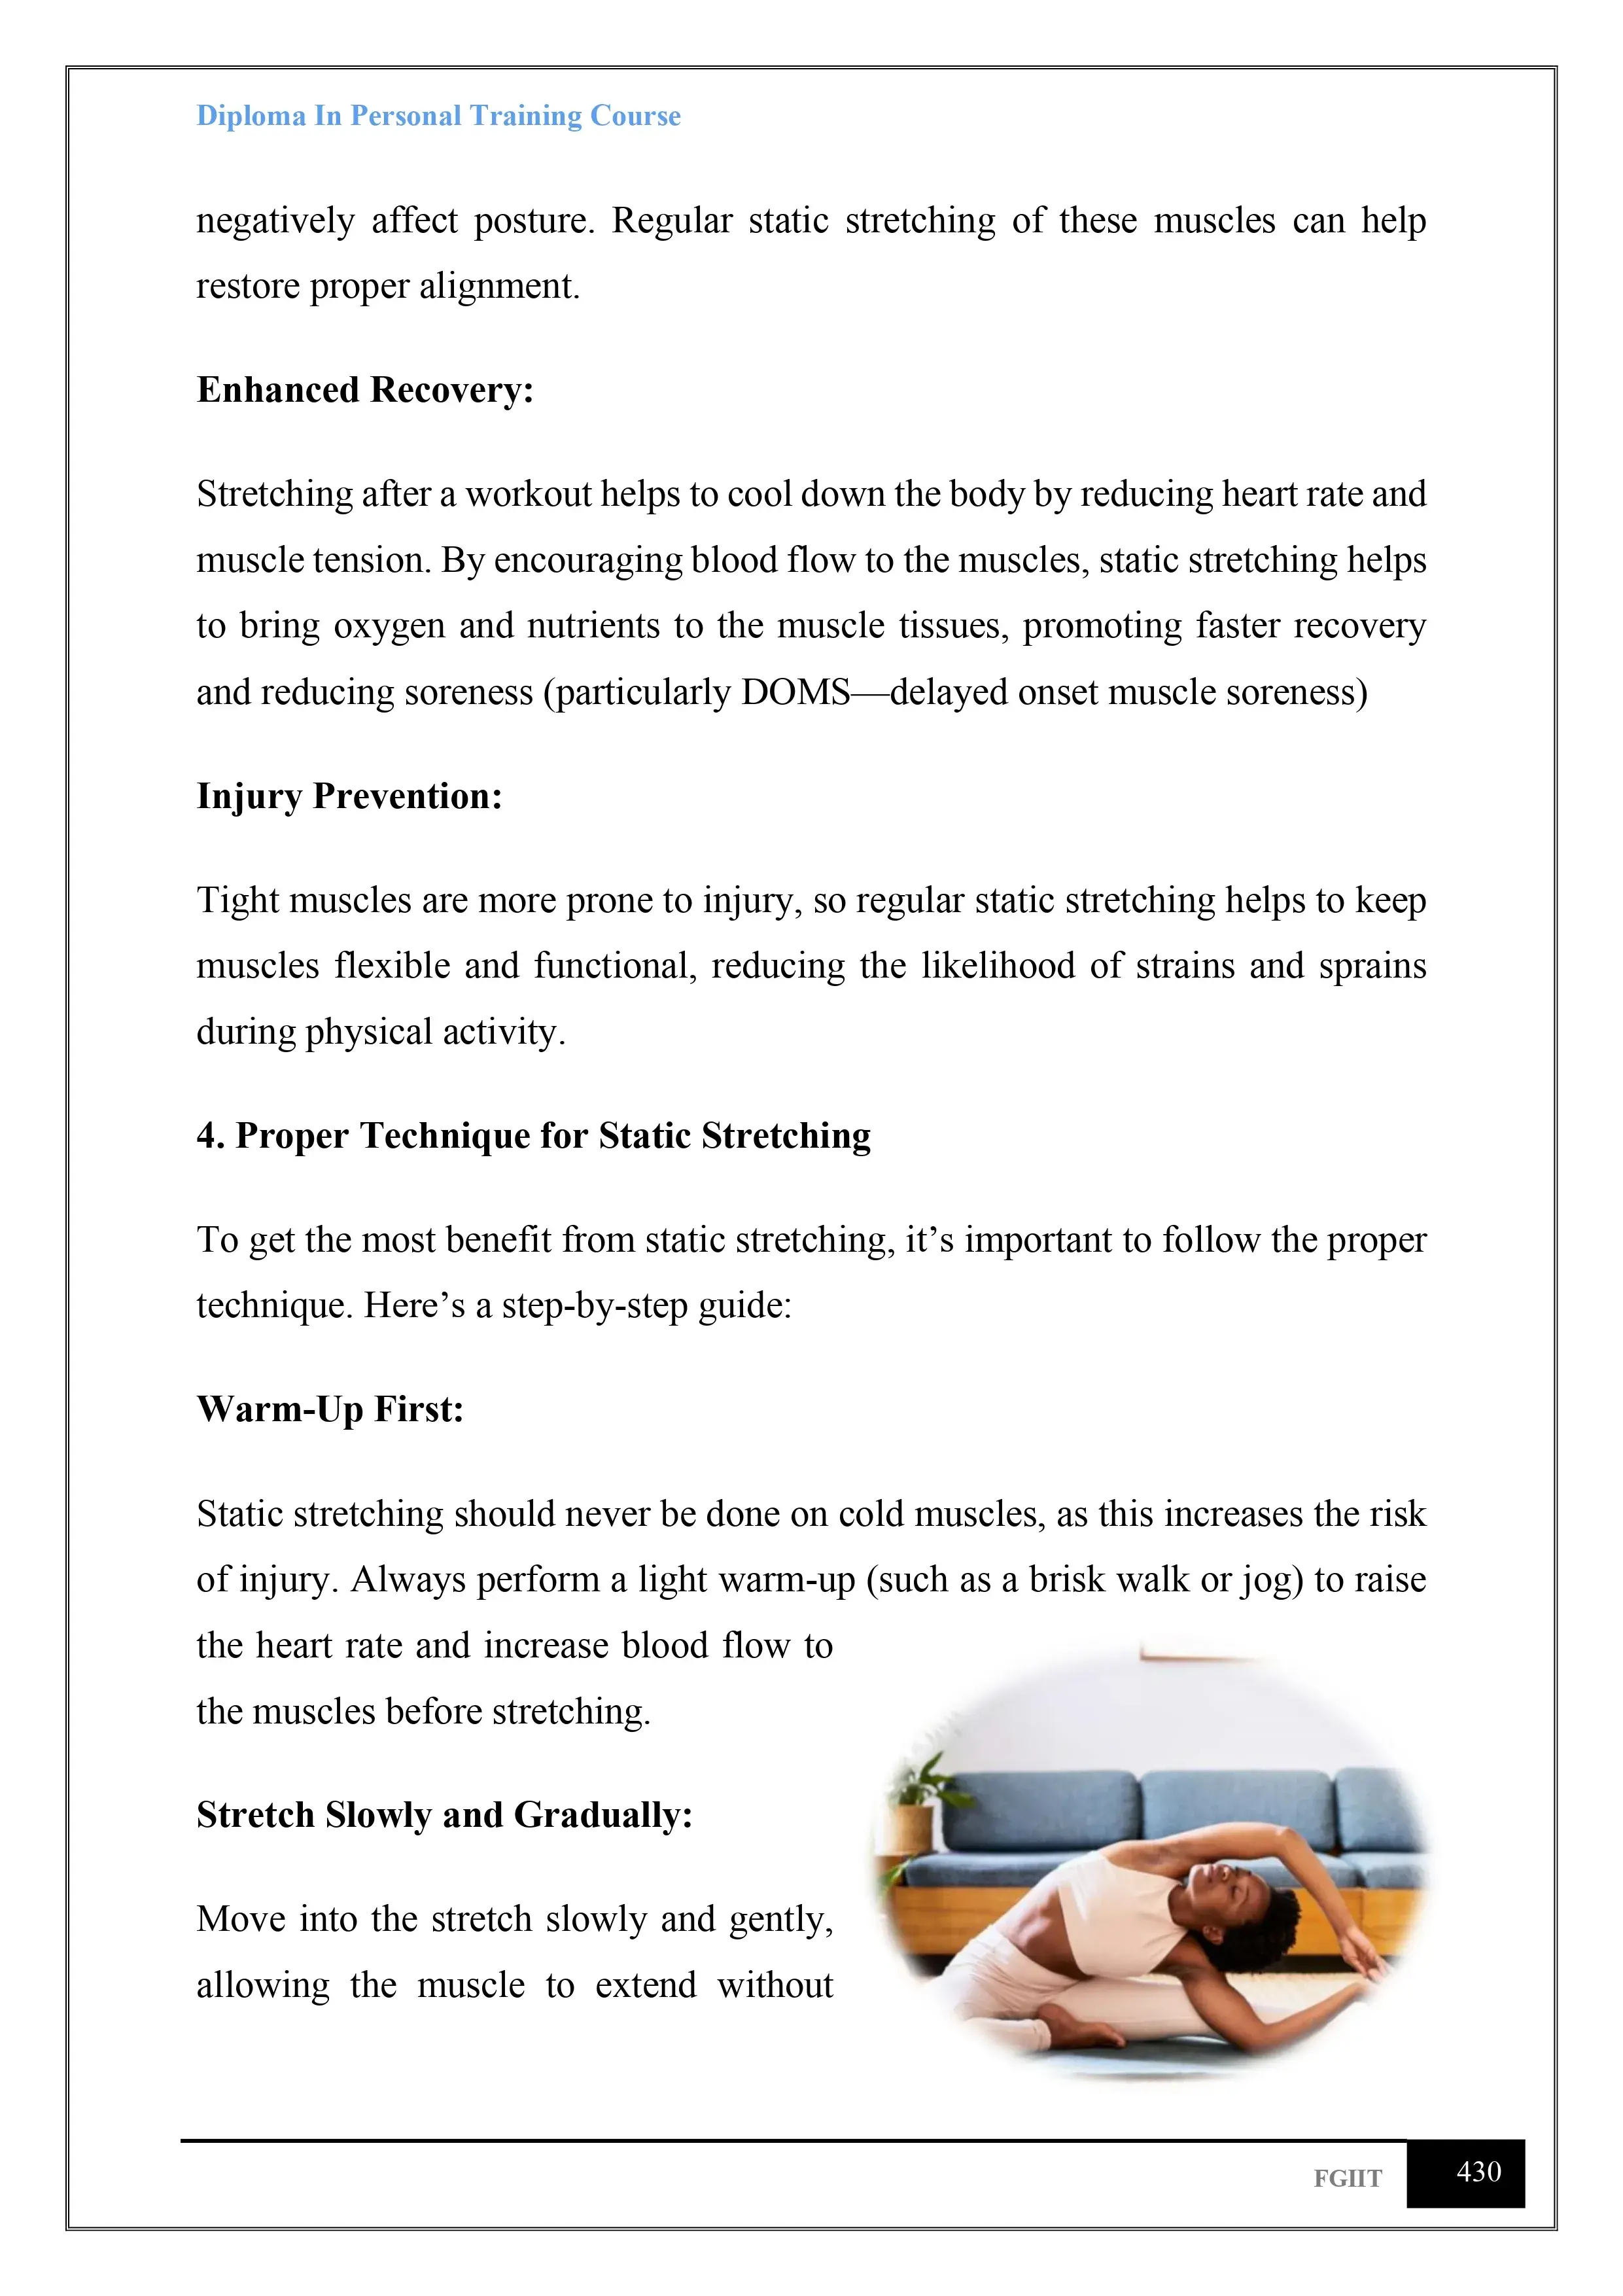 Diploma In Personal Training Course
negatively affect posture. Regular static stretching of these muscles can help
restore proper alignment.
Enhanced Recovery:
Stretching after a workout helps to cool down the body by reducing heart rate and
muscle tension. By encouraging blood flow to the muscles, static stretching helps
to bring oxygen and nutrients to the muscle tissues, promoting faster recovery
and reducing soreness (particularly DOMS—delayed onset muscle soreness)
Injury Prevention:
Tight muscles are more prone to injury, so regular static stretching helps to keep
muscles flexible and functional, reducing the likelihood of strains and sprains
during physical activity.
4. Proper Technique for Static Stretching
To get the most benefit from static stretching, it’s important to follow the proper
technique. Here’s a step-by-step guide:
Warm-Up First:
Static stretching should never be done on cold muscles, as this increases the risk
of injury. Always perform a light warm-up (such as a brisk walk or jog) to raise
the heart rate and increase blood flow to
the muscles before stretching.
Stretch Slowly and Gradually:
Move into the stretch slowly and gently,
allowing the muscle to extend without
FGIIT
430